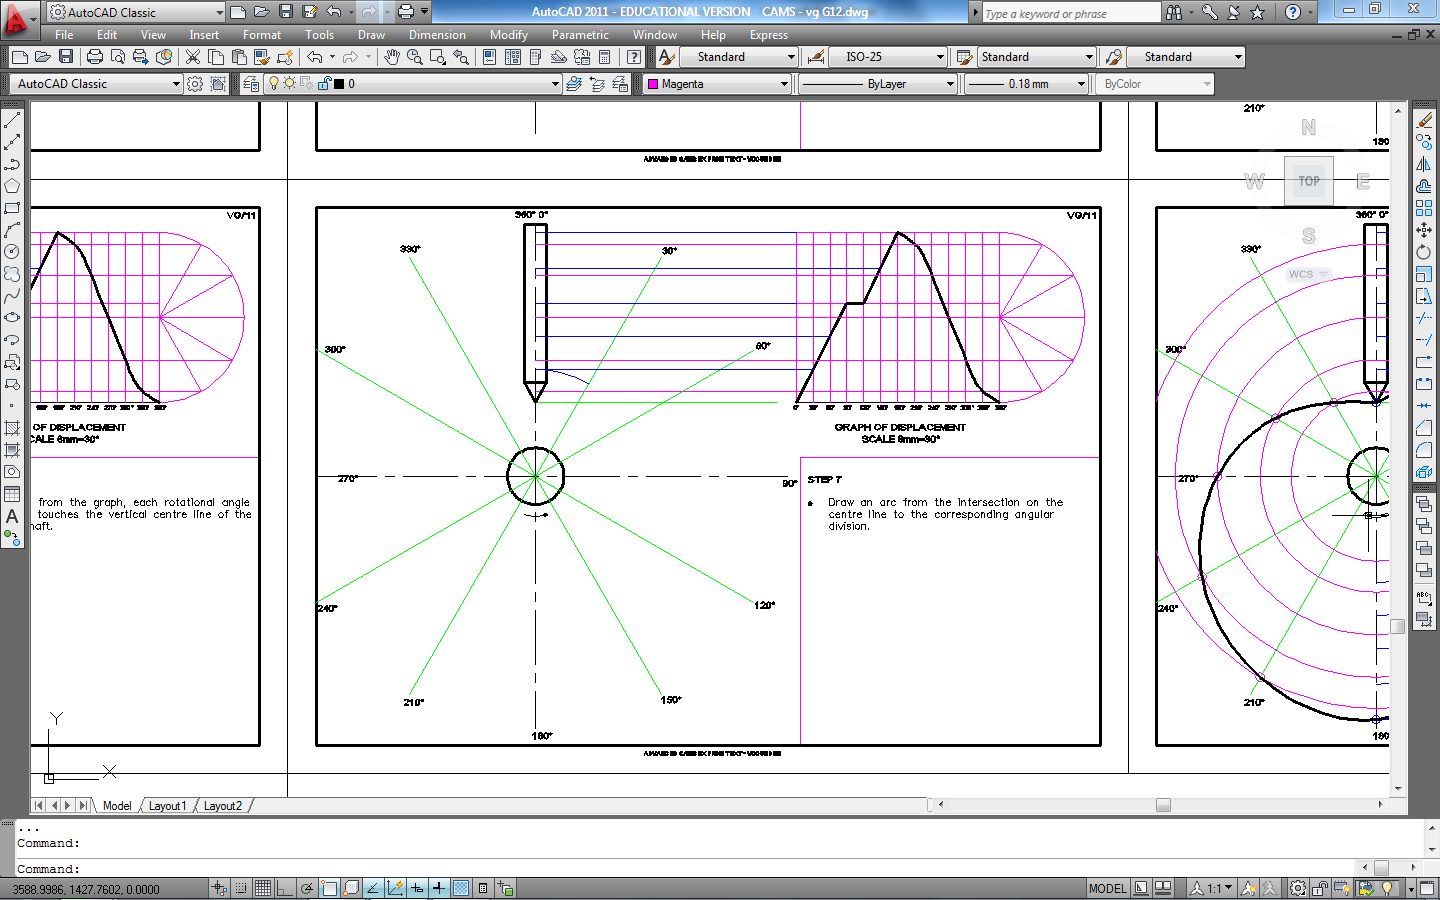 AutoCAD Classic
AutoCAD 2011 - EDUCATIONAL VERSION CAMS - vg G12.dwg
Type a keyword or phrase
File Edit View Insert Format Tools Draw Dimension Modify Parametric Window Help Express
Standard ISO-25 Standard Standard
AutoCAD Classic 0 Magenta ByLayer 0.18 mm ByColor
210°
180
N
W TOP E
S
WCS
VG/11
360° 0°
VG/11
360° 0°
330°
30°
330°
300°
60°
300°
OF DISPLACEMENT
CALE 6mm=30°
GRAPH OF DISPLACEMENT
SCALE 6mm=30°
270°
90°
STEP 7
270°
from the graph, each rotational angle
touches the vertical centre line of the
haft.
• Draw an arc from the intersection on the
centre line to the corresponding angular
division.
240°
120°
240°
210°
150°
210°
180°
180
Y
X
Model Layout1 Layout2
...
Command:
Command:
3588.9986, 1427.7602, 0.0000
MODEL 1:1